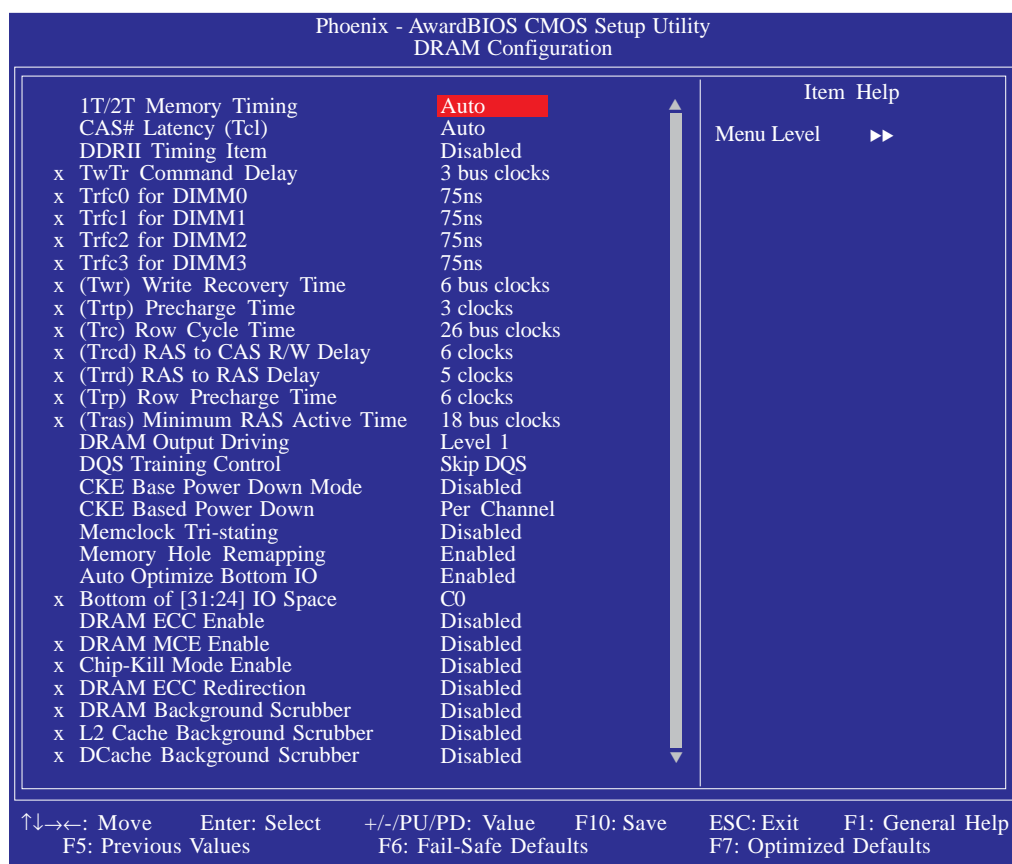 Phoenix - AwardBIOS CMOS Setup Utility
DRAM Configuration
Item Help
Menu Level ▶▶
1T/2T Memory Timing Auto
CAS# Latency (Tcl) Auto
DDRII Timing Item Disabled
x TwTr Command Delay 3 bus clocks
x Trfc0 for DIMM0 75ns
x Trfc1 for DIMM1 75ns
x Trfc2 for DIMM2 75ns
x Trfc3 for DIMM3 75ns
x (Twr) Write Recovery Time 6 bus clocks
x (Trtp) Precharge Time 3 clocks
x (Trc) Row Cycle Time 26 bus clocks
x (Trcd) RAS to CAS R/W Delay 6 clocks
x (Trrd) RAS to RAS Delay 5 clocks
x (Trp) Row Precharge Time 6 clocks
x (Tras) Minimum RAS Active Time 18 bus clocks
DRAM Output Driving Level 1
DQS Training Control Skip DQS
CKE Base Power Down Mode Disabled
CKE Based Power Down Per Channel
Memclock Tri-stating Disabled
Memory Hole Remapping Enabled
Auto Optimize Bottom IO Enabled
x Bottom of [31:24] IO Space C0
DRAM ECC Enable Disabled
x DRAM MCE Enable Disabled
x Chip-Kill Mode Enable Disabled
x DRAM ECC Redirection Disabled
x DRAM Background Scrubber Disabled
x L2 Cache Background Scrubber Disabled
x DCache Background Scrubber Disabled
↑↓→←: Move Enter: Select +/-/PU/PD: Value F10: Save ESC: Exit F1: General Help
F5: Previous Values F6: Fail-Safe Defaults F7: Optimized Defaults